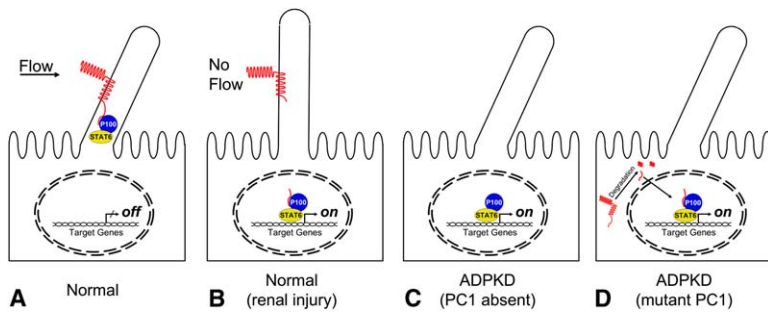 Flow
P100
STAT6
off
Target Genes
A
Normal
No
Flow
P100
STAT6
on
Target Genes
B
Normal
(renal injury)
P100
STAT6
on
Target Genes
C
ADPKD
(PC1 absent)
Degradation
P100
STAT6
on
Target Genes
D
ADPKD
(mutant PC1)